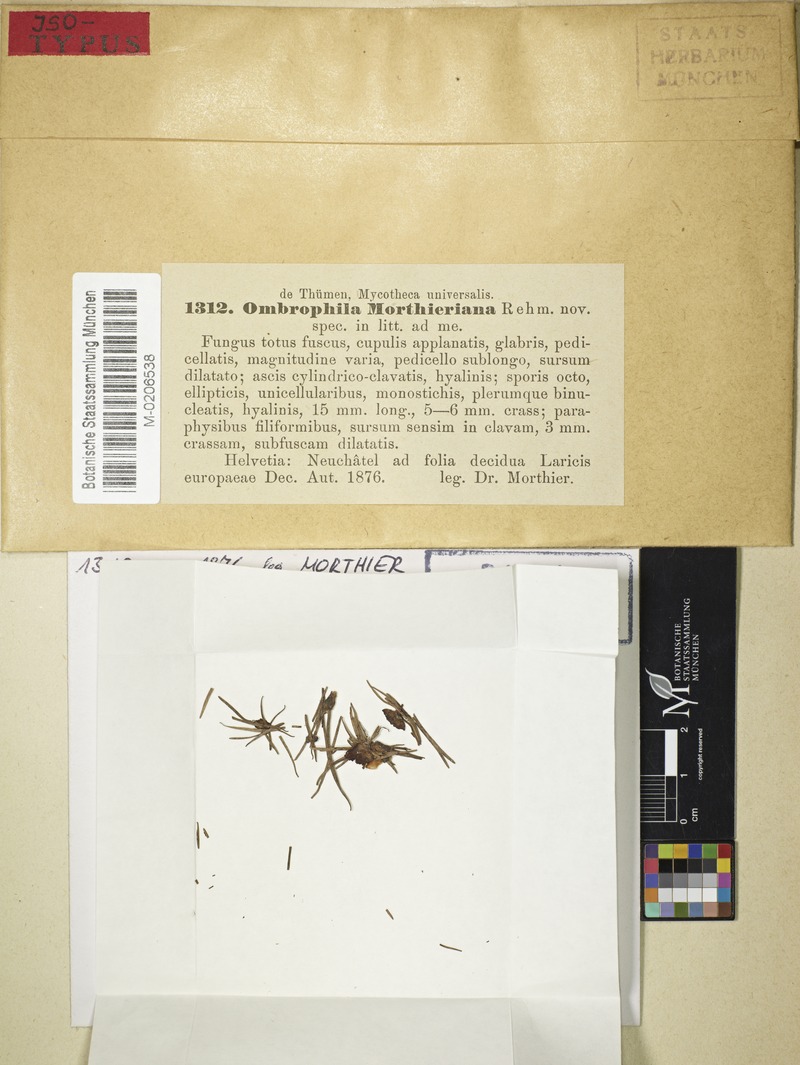 ISO-
TYPUS
STAATS
HERBARIUM
MÜNCHEN
de Thümen, Mycotheca universalis.
1312. Ombrophila Morthieriana Rehm. nov.
spec. in litt. ad me.
Fungus totus fuscus, cupulis applanatis, glabris, pedi-
cellatis, magnitudine varia, pedicello sublongo, sursum
dilatato; ascis cylindrico-clavatis, hyalinis; sporis octo,
ellipticis, unicellularibus, monostichis, plerumque binu-
cleatis, hyalinis, 15 mm. long., 5—6 mm. crass; para-
physibus filiformibus, sursum sensim in clavam, 3 mm.
crassam, subfuscam dilatatis.
Helvetia: Neuchâtel ad folia decidua Laricis
europaeae Dec. Aut. 1876. leg. Dr. Morthier.
Botanische Staatssammlung München
M-0206538
13 MORTHIER
BOTANISCHE
STAATSSAMMLUNG
MÜNCHEN
M
0 1 2
cm
copyright reserved